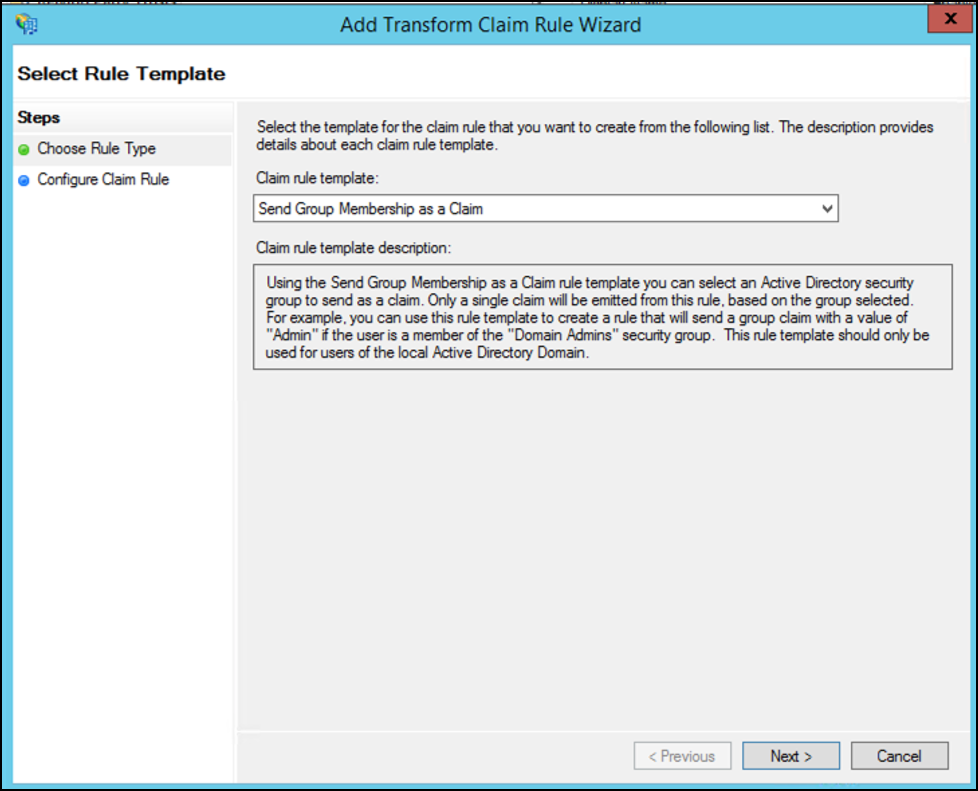 Add Transform Claim Rule Wizard
X
Select Rule Template
Steps
Choose Rule Type
Configure Claim Rule
Select the template for the claim rule that you want to create from the following list. The description provides
details about each claim rule template.
Claim rule template:
Send Group Membership as a Claim
Claim rule template description:
Using the Send Group Membership as a Claim rule template you can select an Active Directory security
group to send as a claim. Only a single claim will be emitted from this rule, based on the group selected.
For example, you can use this rule template to create a rule that will send a group claim with a value of
"Admin" if the user is a member of the "Domain Admins" security group.  This rule template should only be
used for users of the local Active Directory Domain.
< Previous
Next >
Cancel